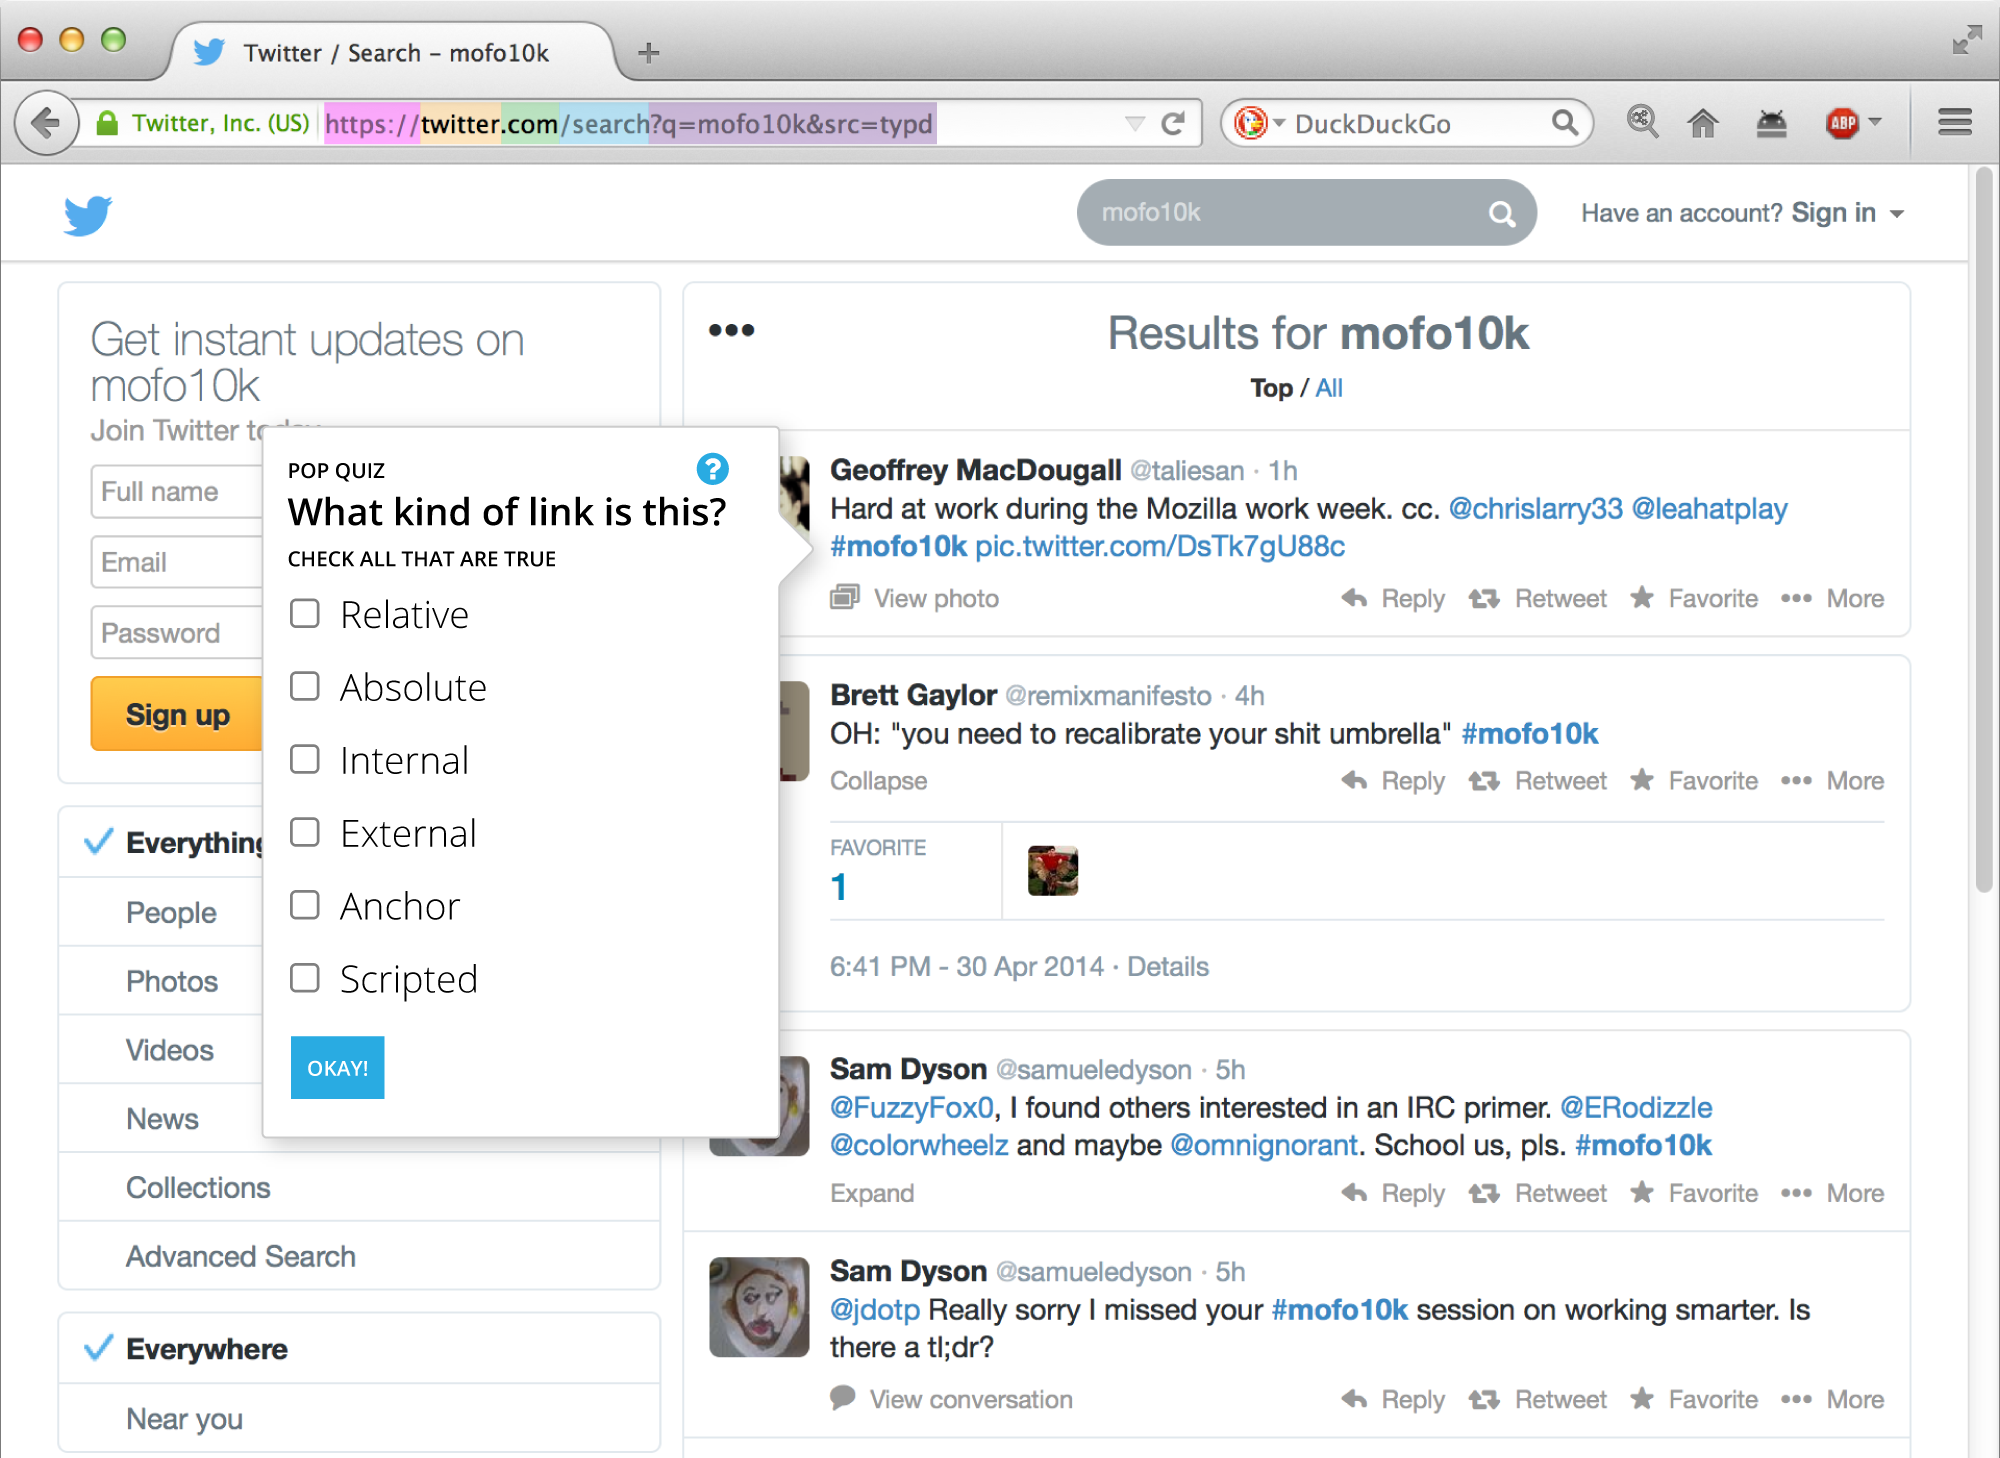 Twitter / Search – mofo10k
Twitter, Inc. (US)
https://twitter.com/search?q=mofo10k&src=typd
DuckDuckGo
ABP
mofo10k
Have an account? Sign in
Get instant updates on
mofo10k
Join Twitter
Full name
Email
Password
Sign up
Everything
People
Photos
Videos
News
Collections
Advanced Search
Everywhere
Near you
POP QUIZ
?
What kind of link is this?
CHECK ALL THAT ARE TRUE
Relative
Absolute
Internal
External
Anchor
Scripted
OKAY!
Results for mofo10k
Top / All
Geoffrey MacDougall @taliesan · 1h
Hard at work during the Mozilla work week. cc. @chrislarry33 @leahatplay
#mofo10k pic.twitter.com/DsTk7gU88c
View photo Reply Retweet Favorite More
Brett Gaylor @remixmanifesto · 4h
OH: "you need to recalibrate your shit umbrella" #mofo10k
Collapse Reply Retweet Favorite More
FAVORITE
1
6:41 PM - 30 Apr 2014 · Details
Sam Dyson @samueledyson · 5h
@FuzzyFox0, I found others interested in an IRC primer. @ERodizzle
@colorwheelz and maybe @omnignorant. School us, pls. #mofo10k
Expand Reply Retweet Favorite More
Sam Dyson @samueledyson · 5h
@jdotp Really sorry I missed your #mofo10k session on working smarter. Is
there a tl;dr?
View conversation Reply Retweet Favorite More